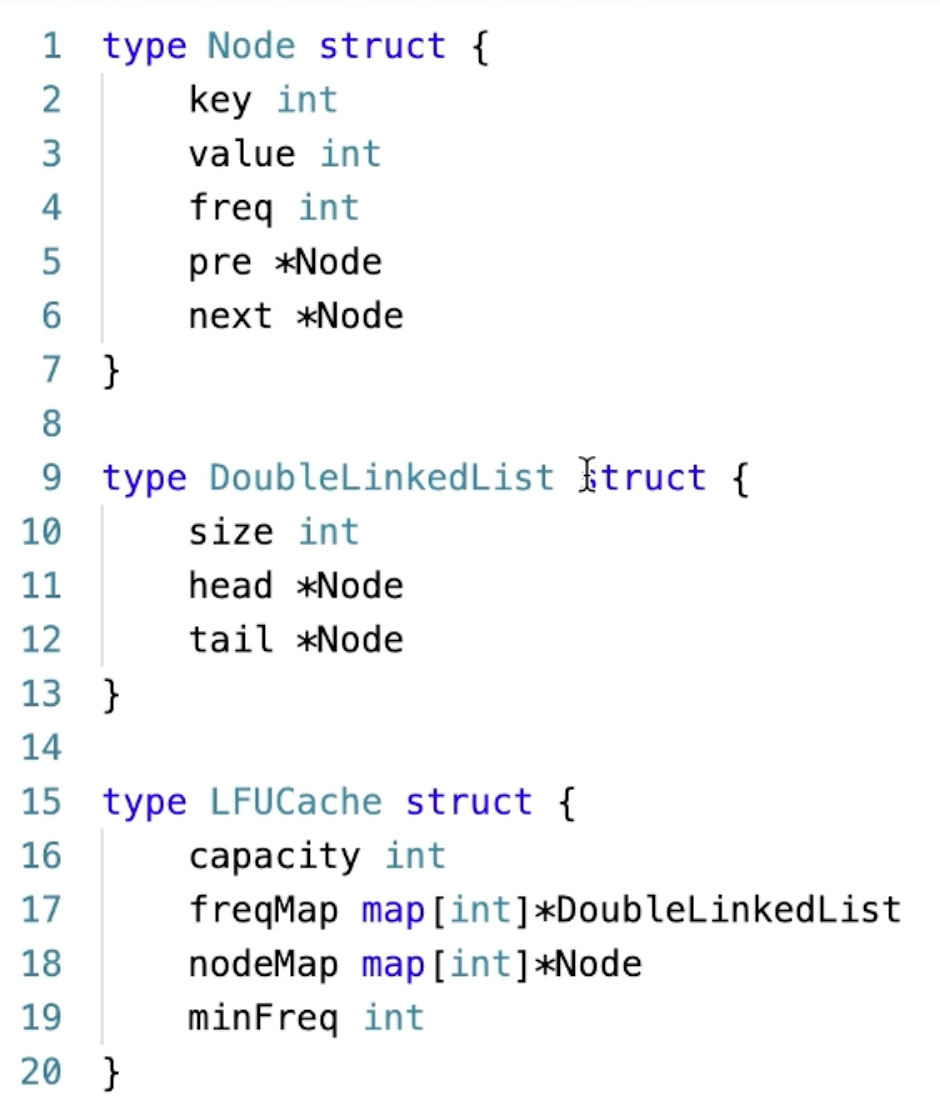 1 type Node struct {
2 key int
3 value int
4 freq int
5 pre *Node
6 next *Node
7 }
8
9 type DoubleLinkedList struct {
10 size int
11 head *Node
12 tail *Node
13 }
14
15 type LFUCache struct {
16 capacity int
17 freqMap map[int]*DoubleLinkedList
18 nodeMap map[int]*Node
19 minFreq int
20 }